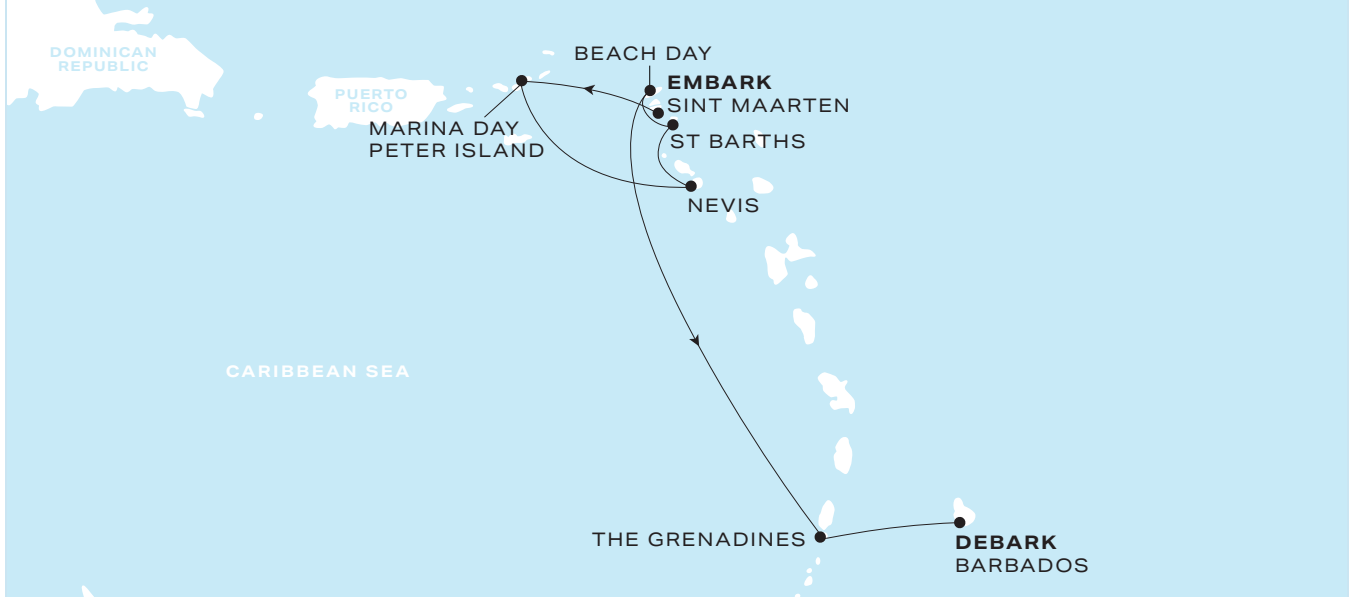 DOMINICAN
REPUBLIC
PUERTO
RICO
BEACH DAY
EMBARK
SINT MAARTEN
MARINA DAY
PETER ISLAND
ST BARTHS
NEVIS
CARIBBEAN SEA
THE GRENADINES
DEBARK
BARBADOS